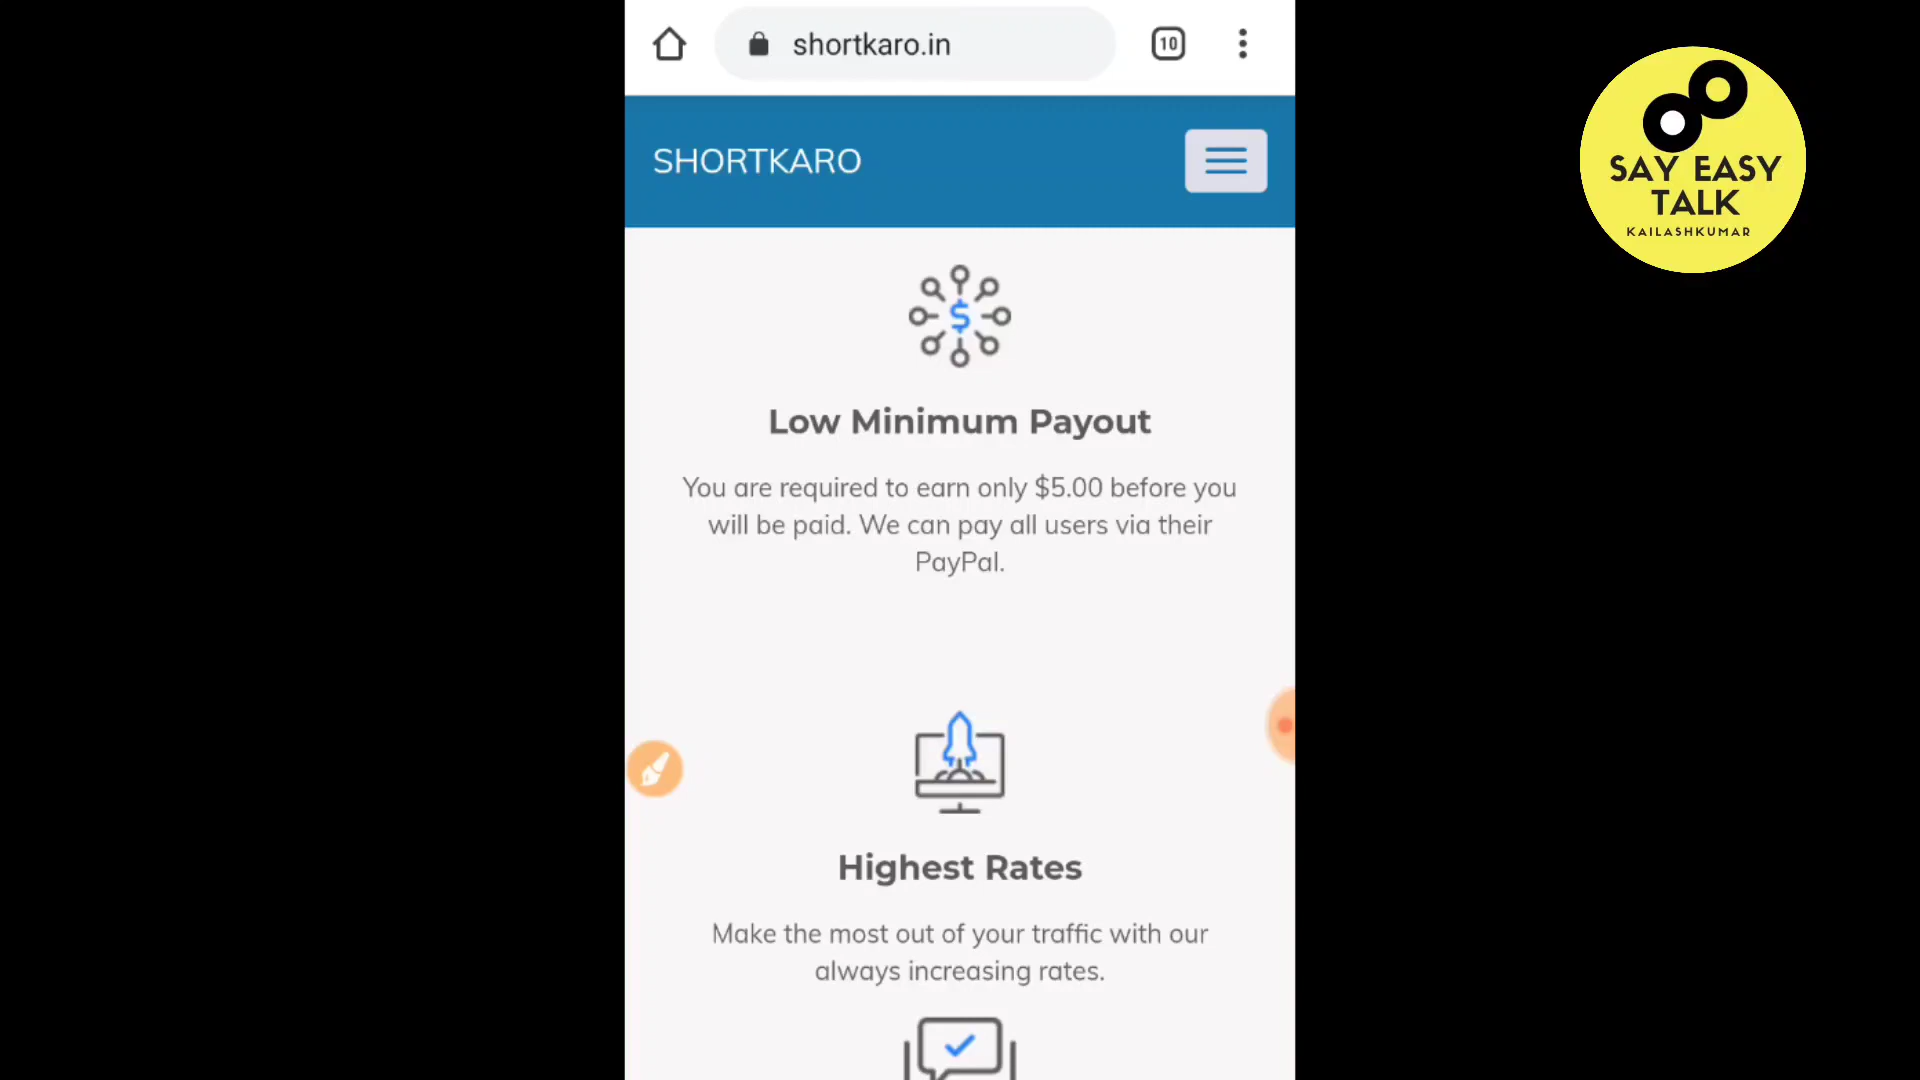 shortkaro.in
10
SHORTKARO
SAY EASY
TALK
KAILASHKUMAR
Low Minimum Payout
You are required to earn only $5.00 before you
will be paid. We can pay all users via their
PayPal.
Highest Rates
Make the most out of your traffic with our
always increasing rates.